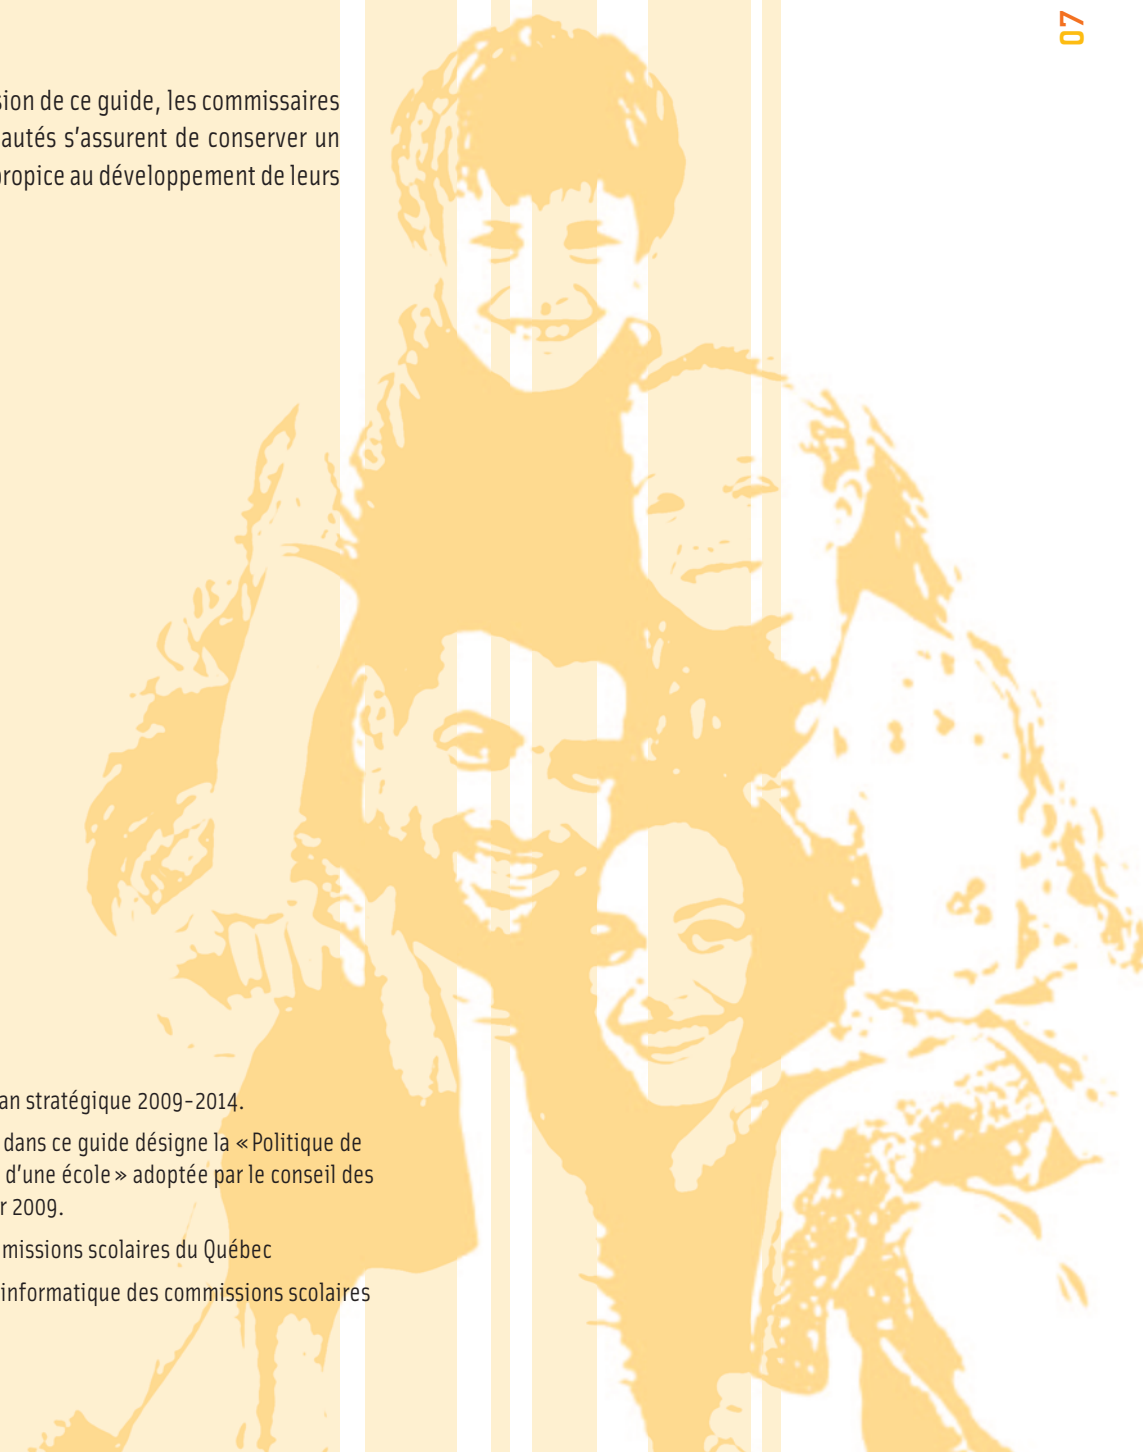 07
sion de ce guide, les commissaires
autés s'assurent de conserver un
propice au développement de leurs
an stratégique 2009-2014.
dans ce guide désigne la « Politique de
d'une école » adoptée par le conseil des
r 2009.
missions scolaires du Québec
informatique des commissions scolaires